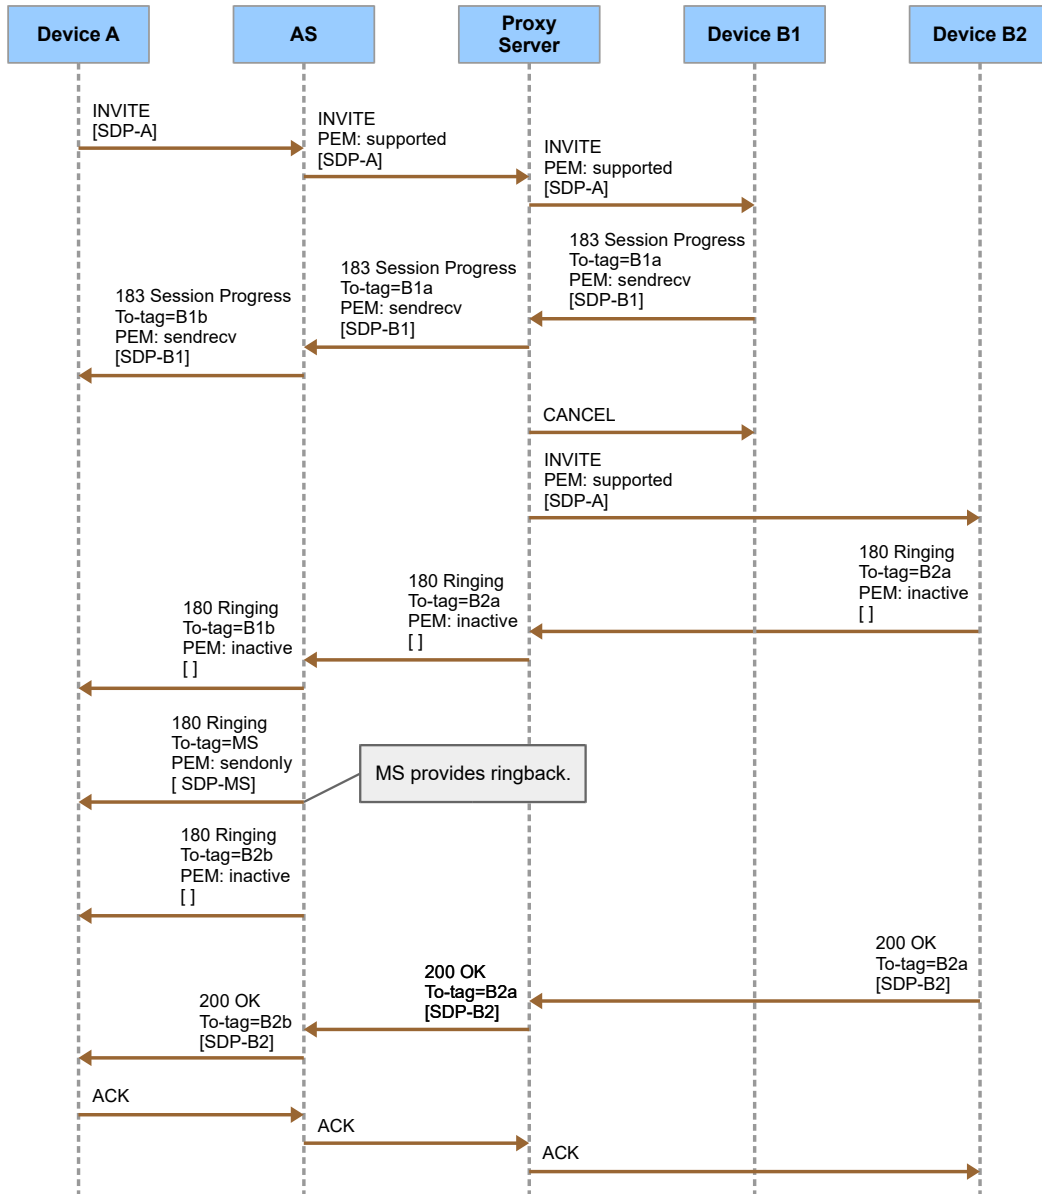 Device A
AS
Proxy
Server
Device B1
Device B2
INVITE
[SDP-A]
INVITE
PEM: supported
[SDP-A]
INVITE
PEM: supported
[SDP-A]
183 Session Progress
To-tag=B1a
PEM: sendrecv
[SDP-B1]
183 Session Progress
To-tag=B1a
PEM: sendrecv
[SDP-B1]
183 Session Progress
To-tag=B1b
PEM: sendrecv
[SDP-B1]
CANCEL
INVITE
PEM: supported
[SDP-A]
180 Ringing
To-tag=B2a
PEM: inactive
[ ]
180 Ringing
To-tag=B2a
PEM: inactive
[ ]
180 Ringing
To-tag=B1b
PEM: inactive
[ ]
180 Ringing
To-tag=MS
PEM: sendonly
[ SDP-MS]
MS provides ringback.
180 Ringing
To-tag=B2b
PEM: inactive
[ ]
200 OK
To-tag=B2a
[SDP-B2]
200 OK
To-tag=B2a
[SDP-B2]
200 OK
To-tag=B2b
[SDP-B2]
ACK
ACK
ACK